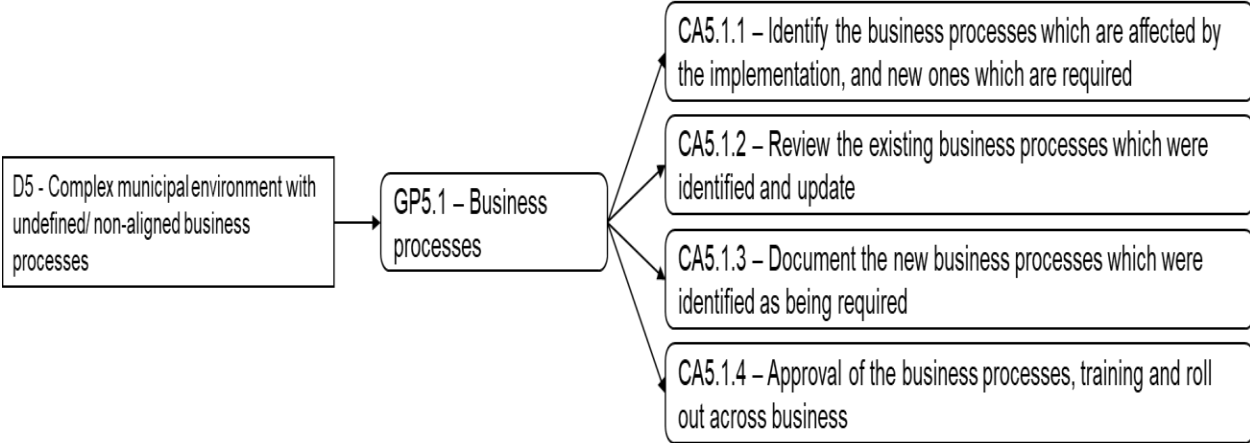 D5 - Complex municipal environment with
undefined/ non-aligned business
processes
GP5.1 – Business
processes
CA5.1.1 – Identify the business processes which are affected by
the implementation, and new ones which are required
CA5.1.2 – Review the existing business processes which were
identified and update
CA5.1.3 – Document the new business processes which were
identified as being required
CA5.1.4 – Approval of the business processes, training and roll
out across business